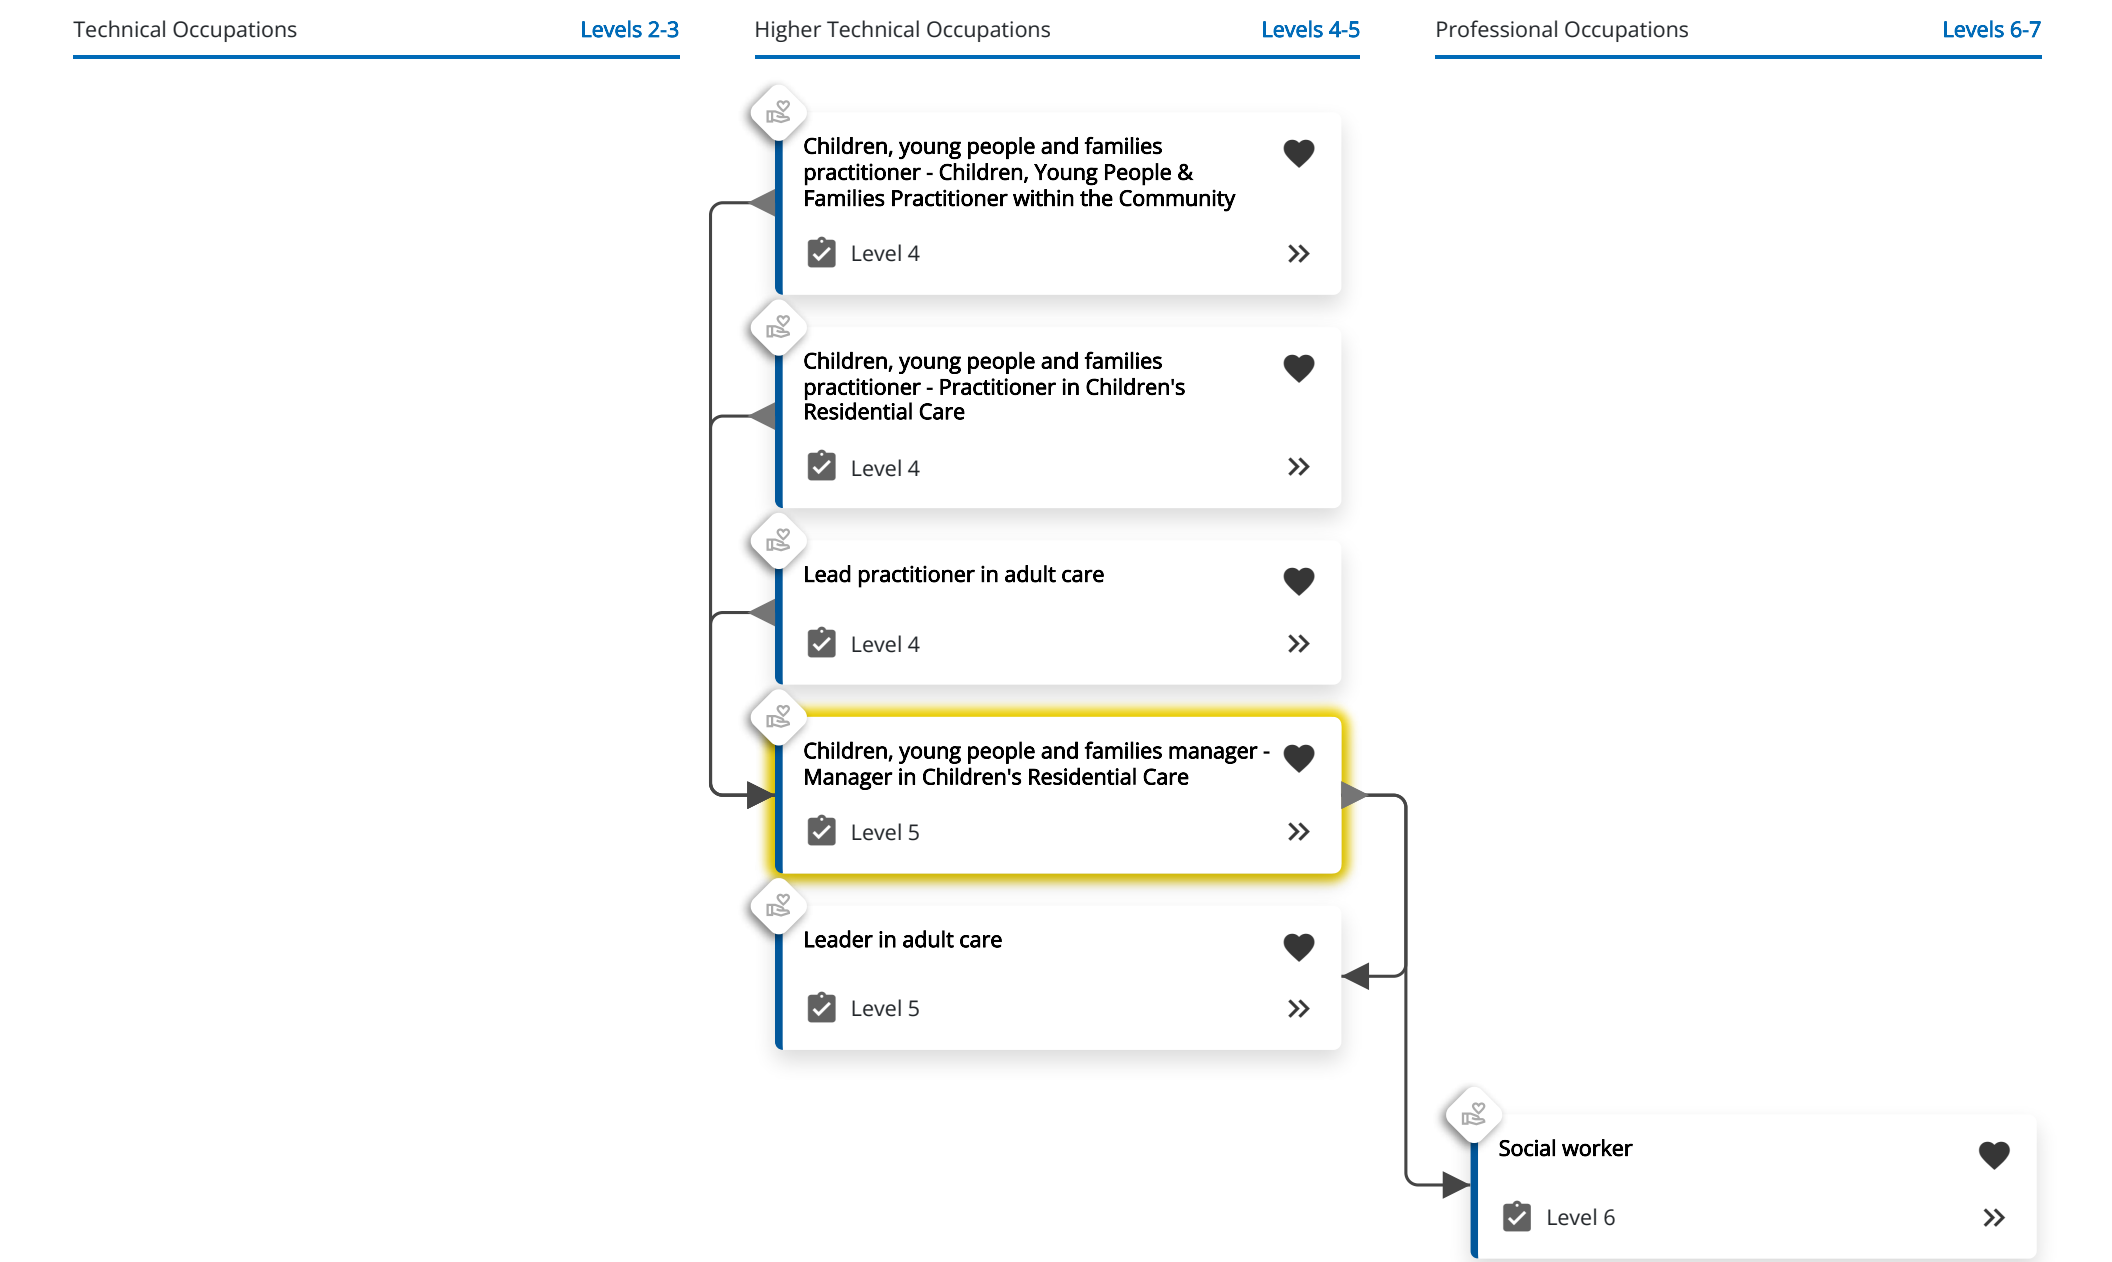 Technical Occupations Levels 2-3
Higher Technical Occupations Levels 4-5
Professional Occupations Levels 6-7
Children, young people and families
practitioner - Children, Young People &
Families Practitioner within the Community
Level 4
Children, young people and families
practitioner - Practitioner in Children's
Residential Care
Level 4
Lead practitioner in adult care
Level 4
Children, young people and families manager -
Manager in Children's Residential Care
Level 5
Leader in adult care
Level 5
Social worker
Level 6